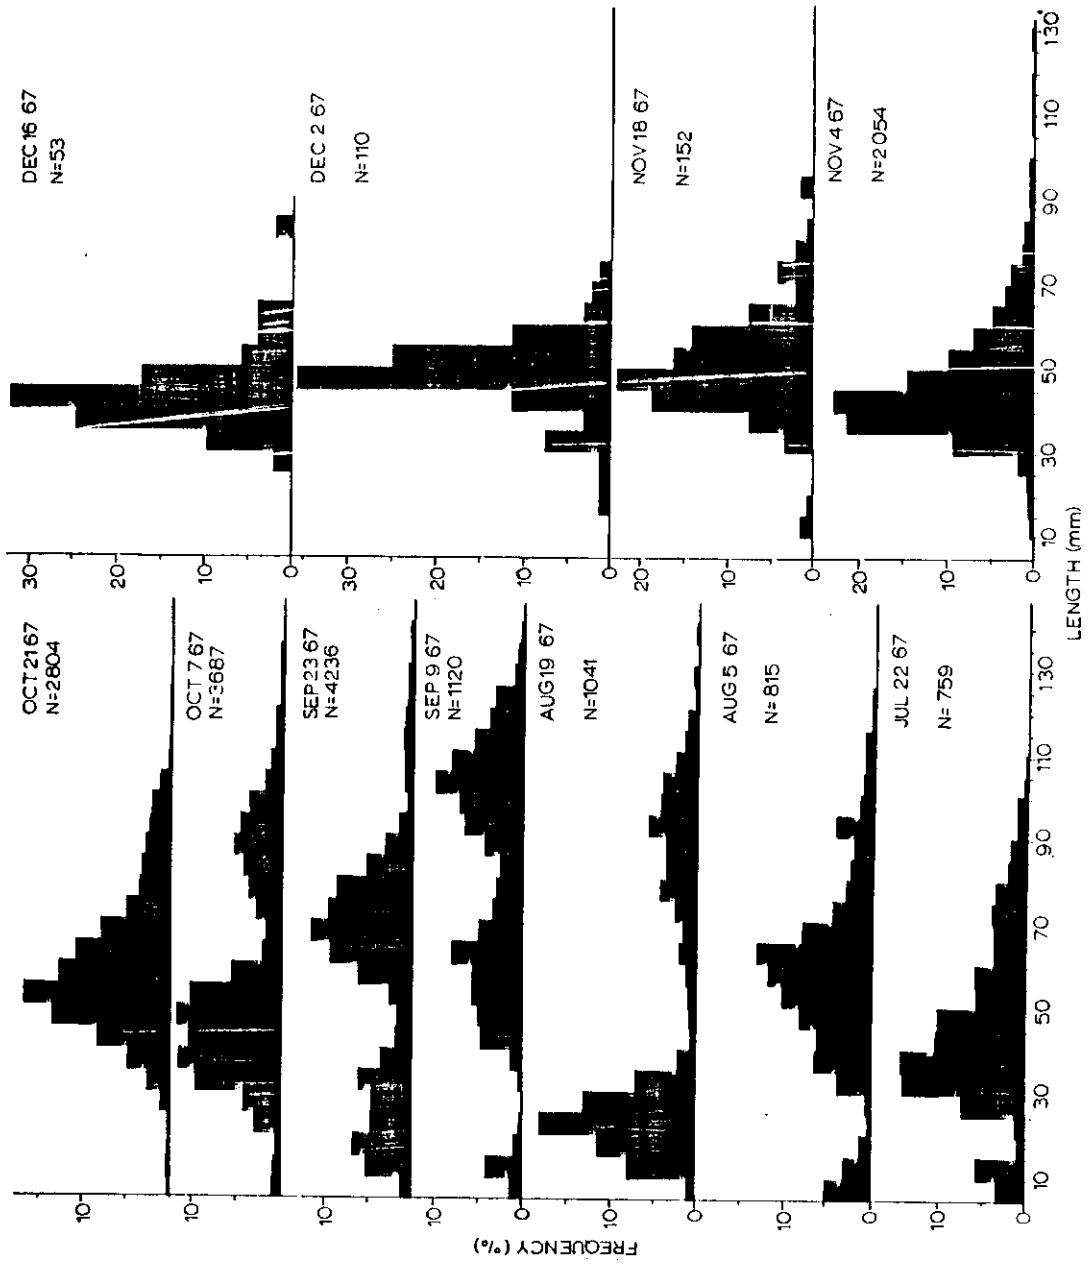 OCT 21 67
N=2804
10
OCT 7 67
N=3687
10
SEP 23 67
N=4236
10
SEP 9 67
N=1120
10
0
AUG 19 67
N=1041
10
0
AUG 5 67
N=815
10
0
JUL 22 67
N=759
10
0
10 30 50 70 90 110 130
FREQUENCY (%)
DEC 16 67
N=53
30
20
10
0
DEC 2 67
N=110
30
20
10
0
NOV 18 67
N=152
20
10
0
NOV 4 67
N=2054
20
10
0
10 30 50 70 90 110 130
LENGTH (mm)